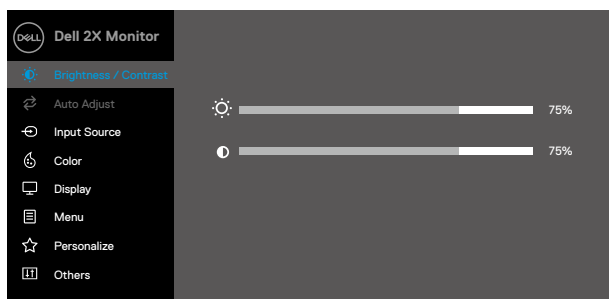 DELL
Dell 2X Monitor
Brightness / Contrast
Auto Adjust
75%
Input Source
75%
Color
Display
Menu
Personalize
Others